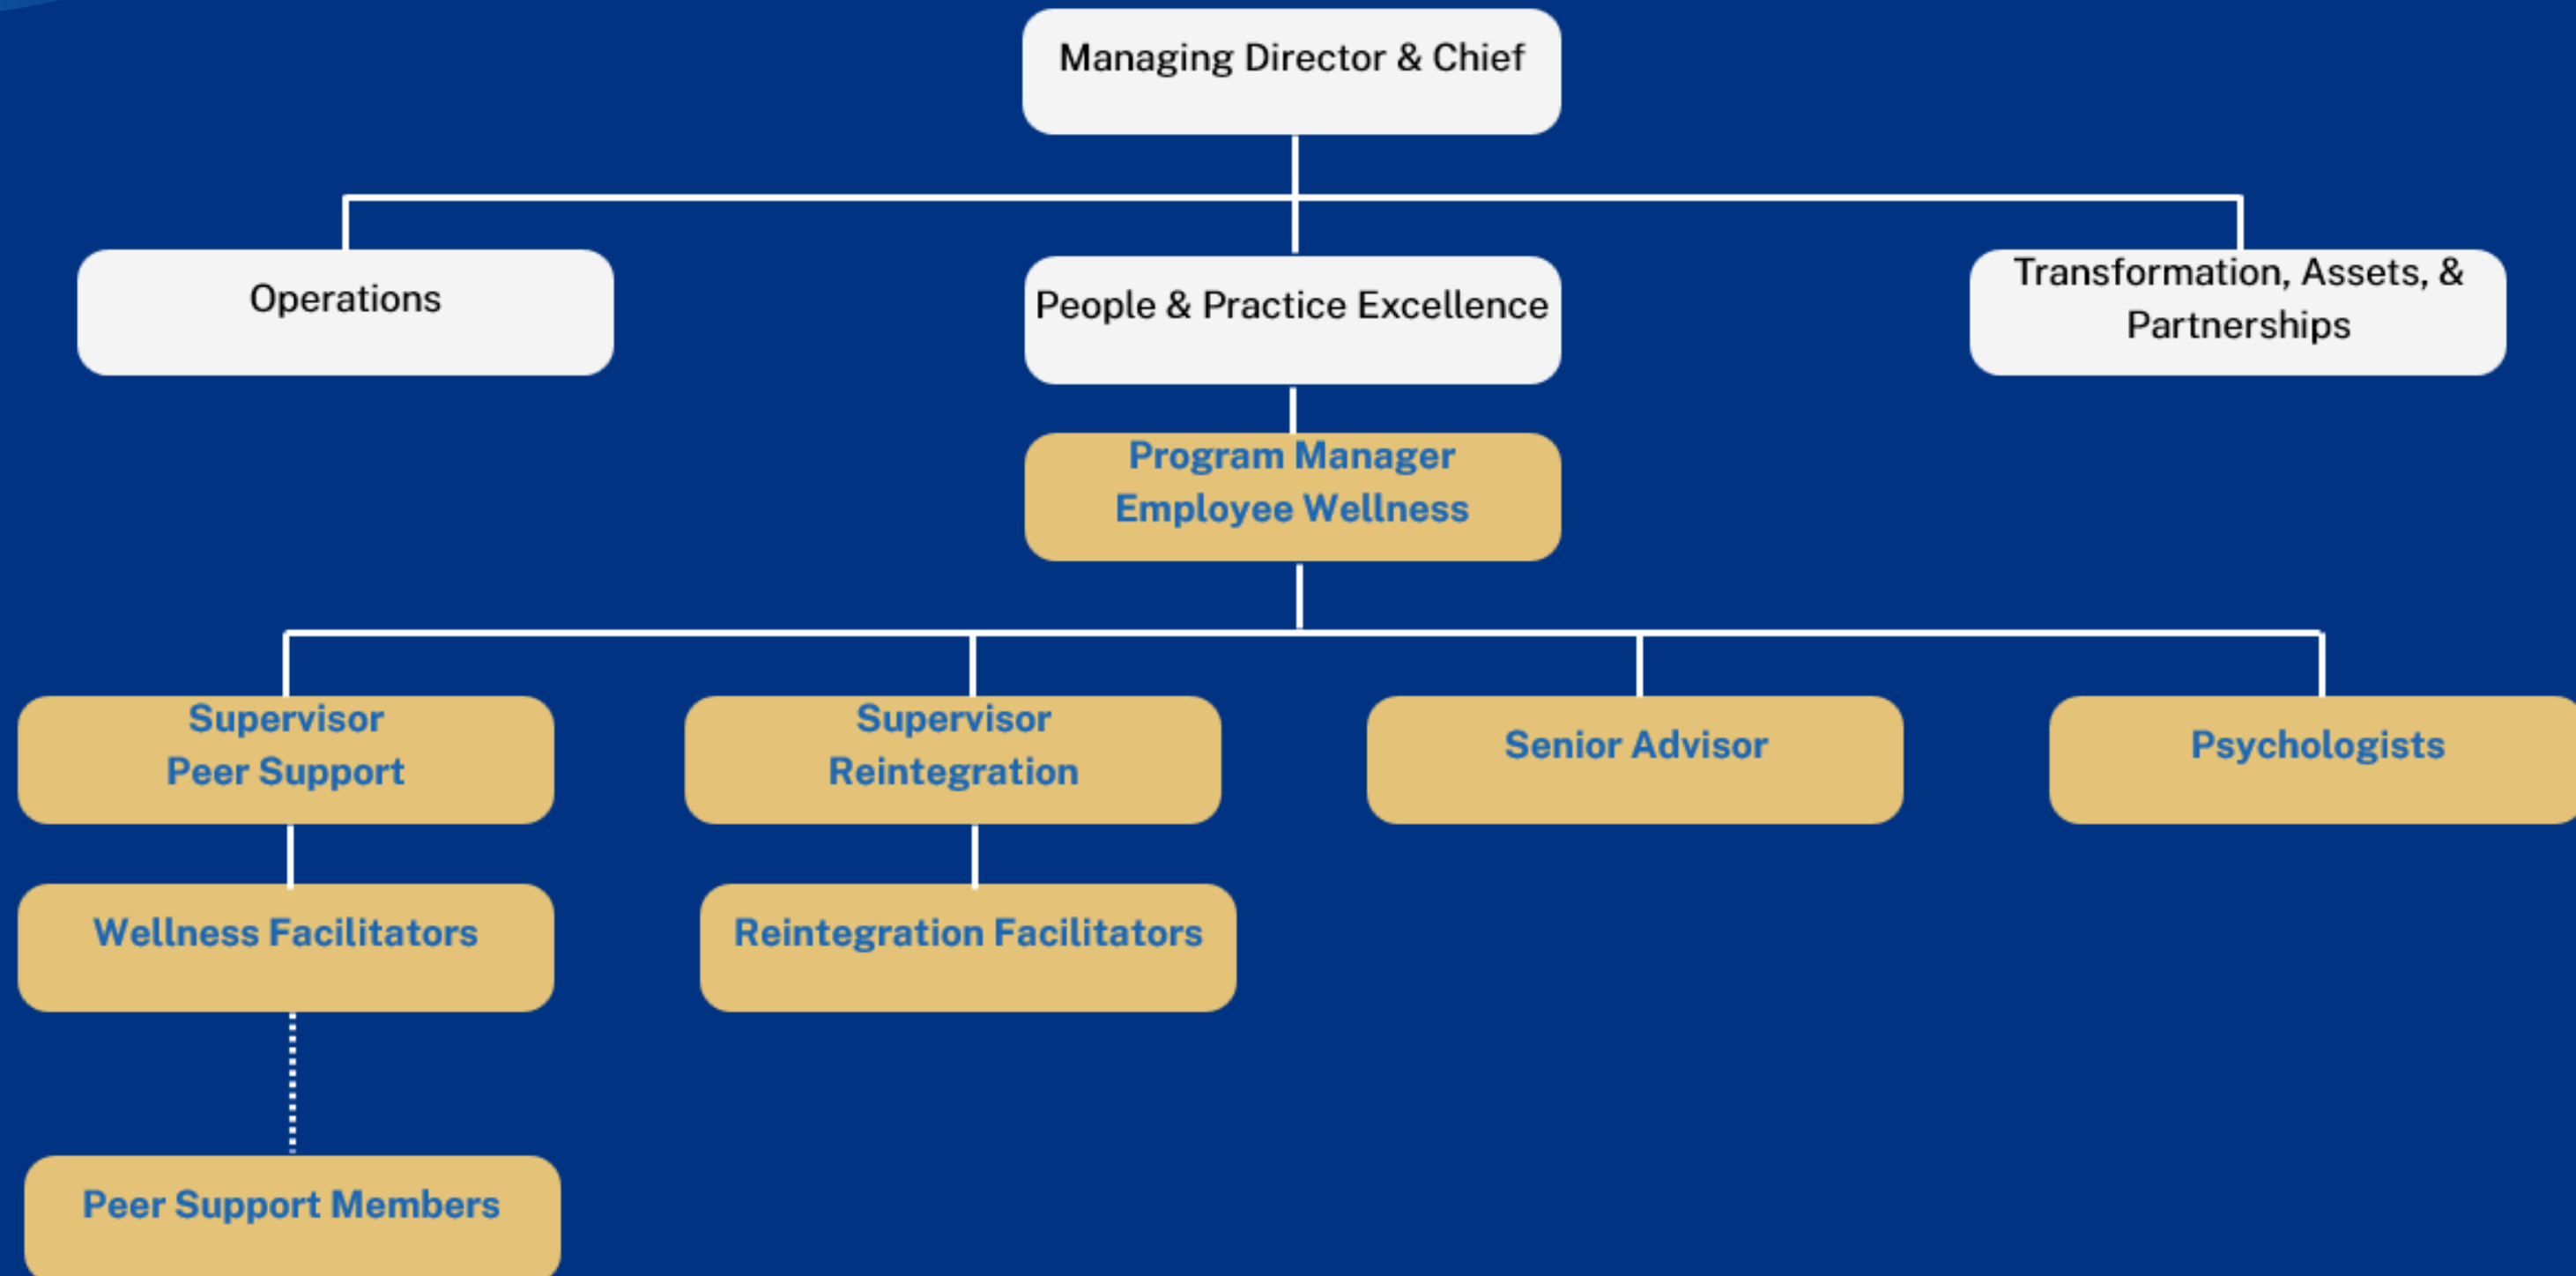 Managing Director & Chief
Operations
People & Practice Excellence
Transformation, Assets, &
Partnerships
Program Manager
Employee Wellness
Supervisor
Peer Support
Supervisor
Reintegration
Senior Advisor
Psychologists
Wellness Facilitators
Reintegration Facilitators
Peer Support Members